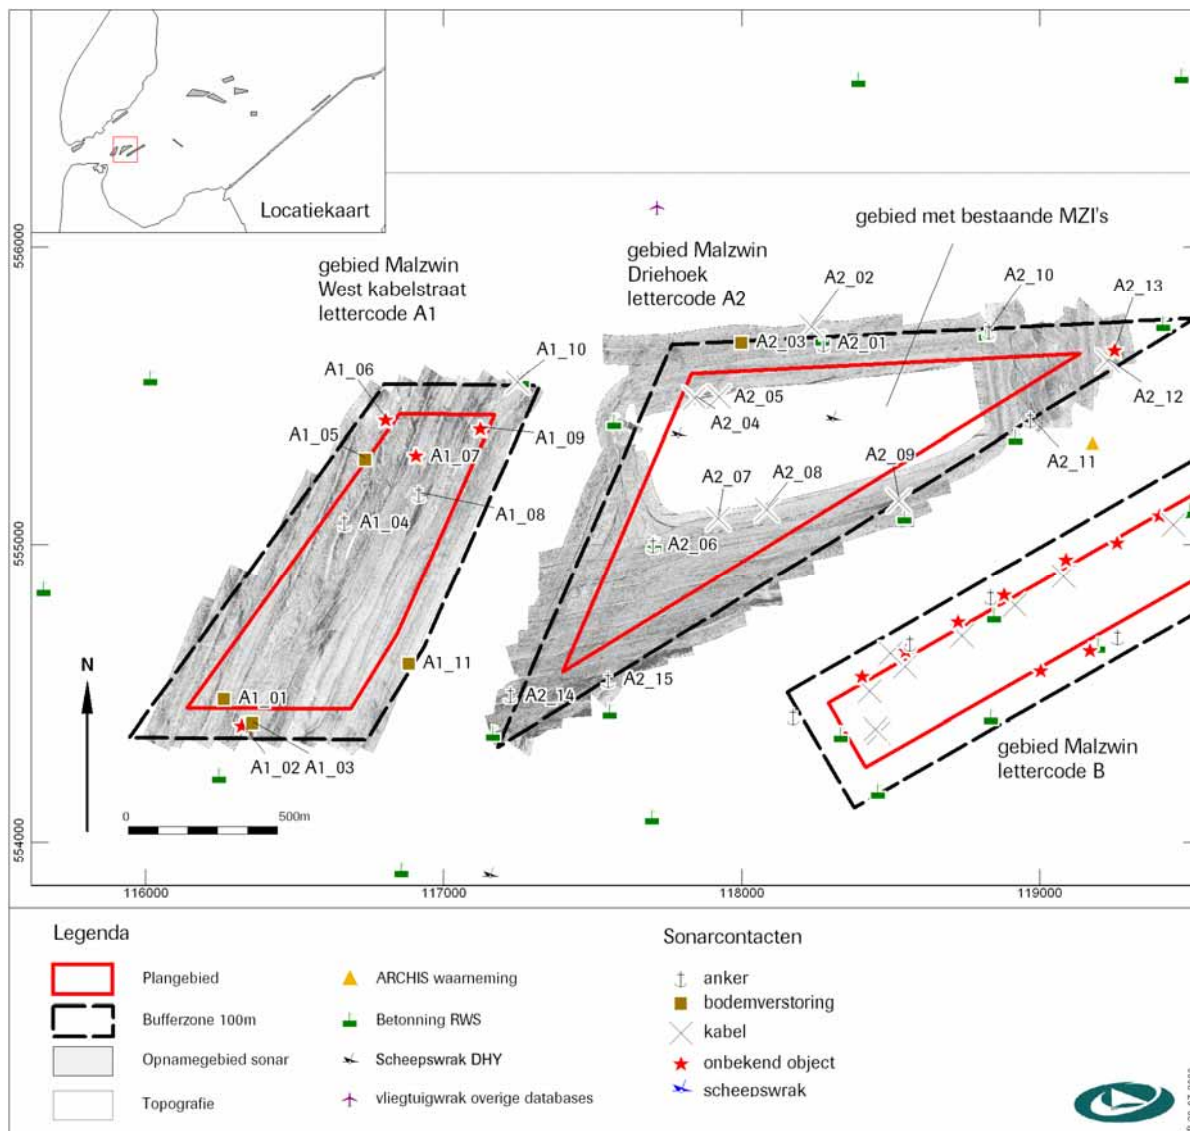 Locatiekaart
gebied met bestaande MZI's
gebied Malzwin
West kabelstraat
lettercode A1
gebied Malzwin
Driehoek
lettercode A2
A2_02
A2_10
A2_13
A2_03
A2_01
A1_10
A1_06
A2_05
A2_04
A2_12
A1_05
A1_09
A1_07
A2_09
A2_11
A2_07
A2_08
A1_08
A1_04
A2_06
A1_11
A2_15
A2_14
A1_01
A1_02
A1_03
gebied Malzwin
lettercode B
N
0
500m
556000
555000
554000
116000
117000
118000
119000
Legenda
Plangebied
Bufferzone 100m
Opnamegebied sonar
Topografie
ARCHIS waarneming
Betonning RWS
Scheepswrak DHY
vliegtuigwrak overige databases
Sonarcontacten
anker
bodemverstoring
kabel
onbekend object
scheepswrak